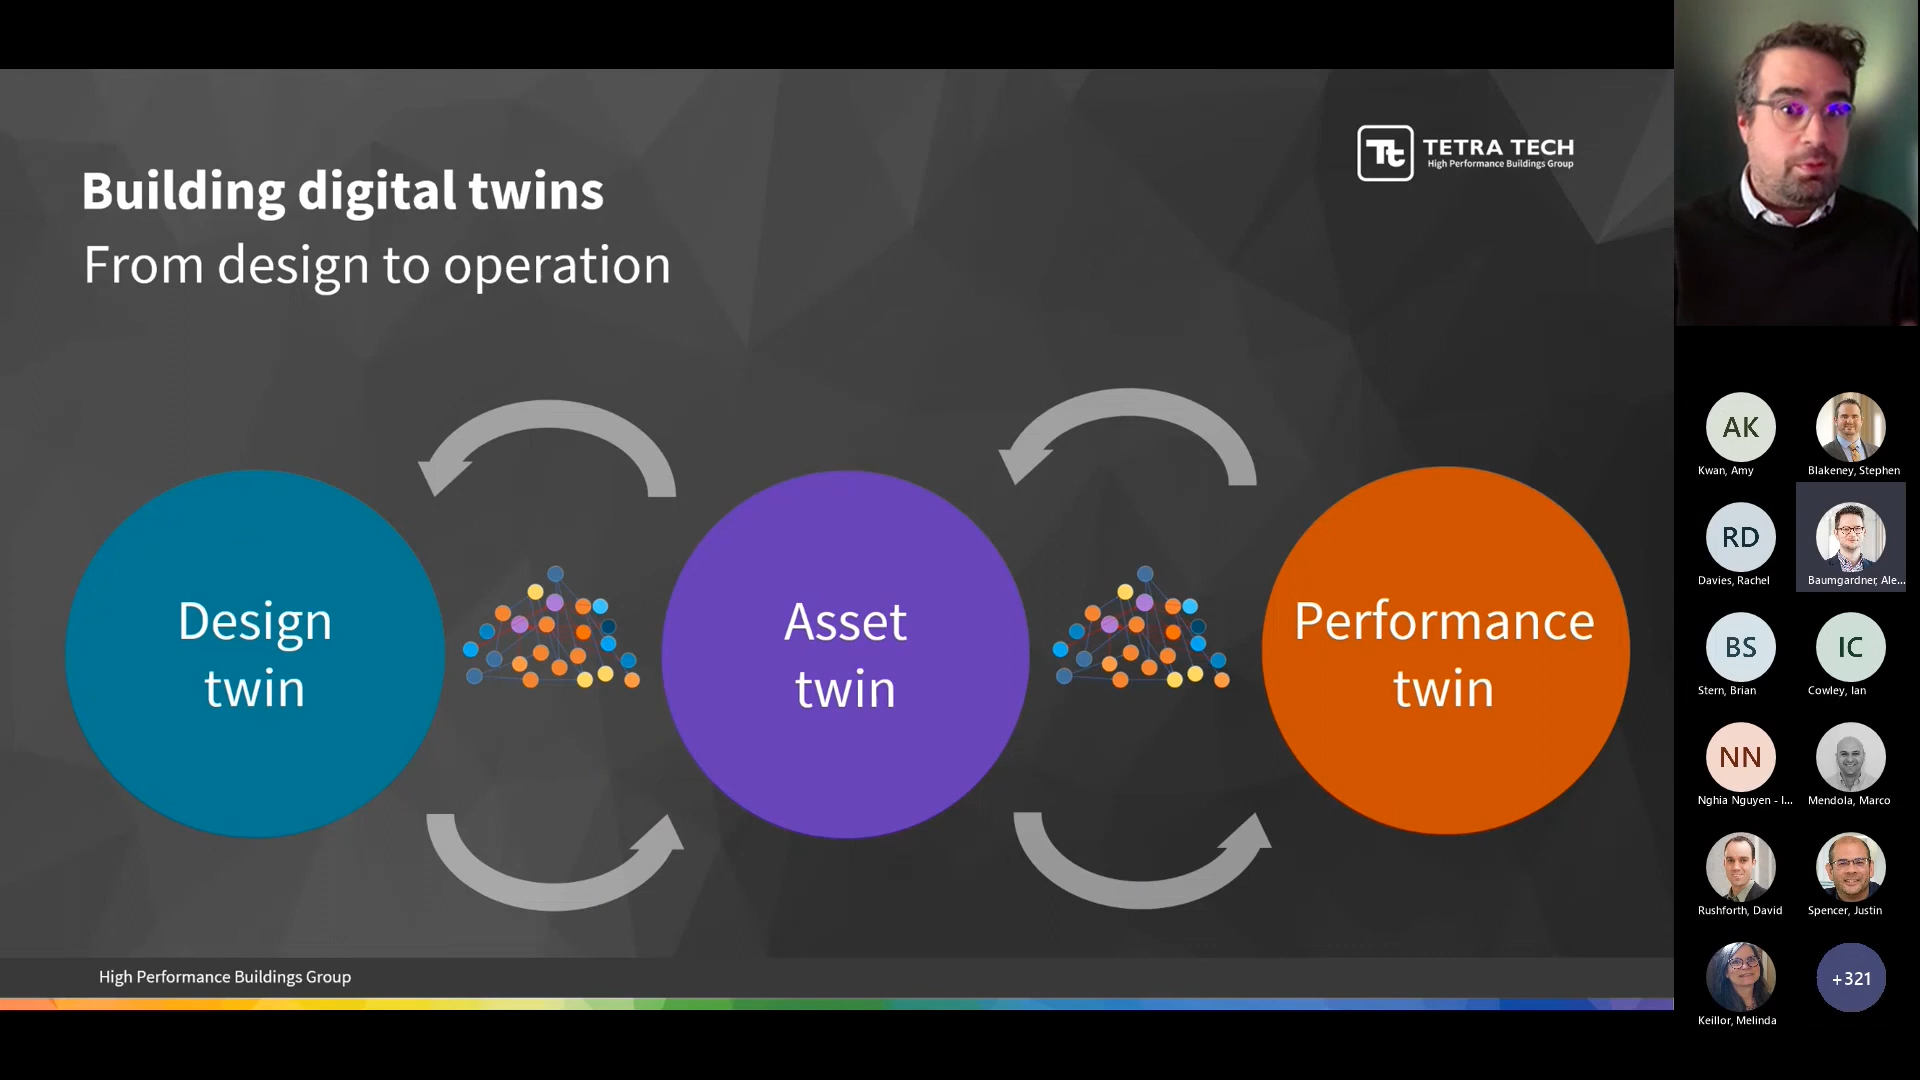 Building digital twins
From design to operation
Tt TETRA TECH
High Performance Buildings Group
Design
twin
Asset
twin
Performance
twin
High Performance Buildings Group
AK
Kwan, Amy
Blakeney, Stephen
RD
Davies, Rachel
Baumgardner, Ale...
BS
Stern, Brian
IC
Cowley, Ian
NN
Nghia Nguyen - I...
Mendola, Marco
Rushforth, David
Spencer, Justin
Keillor, Melinda
+321